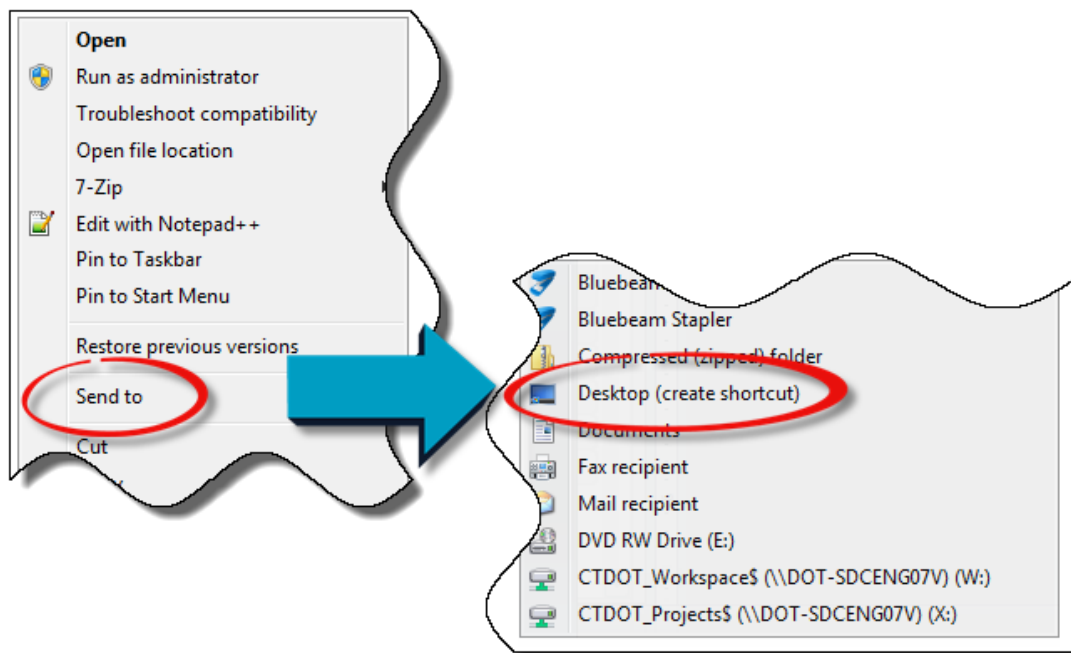 Open
Run as administrator
Troubleshoot compatibility
Open file location
7-Zip
Edit with Notepad++
Pin to Taskbar
Pin to Start Menu
Restore previous versions
Send to
Cut
Bluebeam
Bluebeam Stapler
Compressed (zipped) folder
Desktop (create shortcut)
Documents
Fax recipient
Mail recipient
DVD RW Drive (E:)
CTDOT_Workspace$ (\\DOT-SDCENG07V) (W:)
CTDOT_Projects$ (\\DOT-SDCENG07V) (X:)